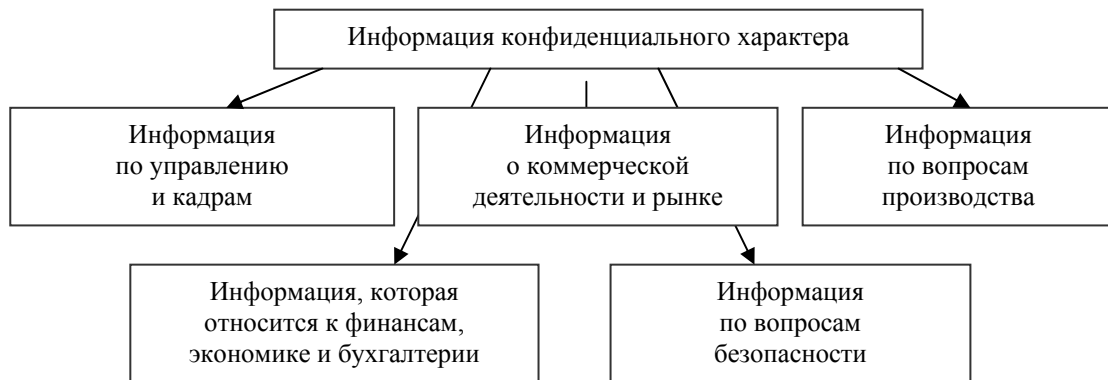 Информация конфиденциального характера
Информация
по управлению
и кадрам
Информация
о коммерческой
деятельности и рынке
Информация
по вопросам
производства
Информация, которая
относится к финансам,
экономике и бухгалтерии
Информация
по вопросам
безопасности